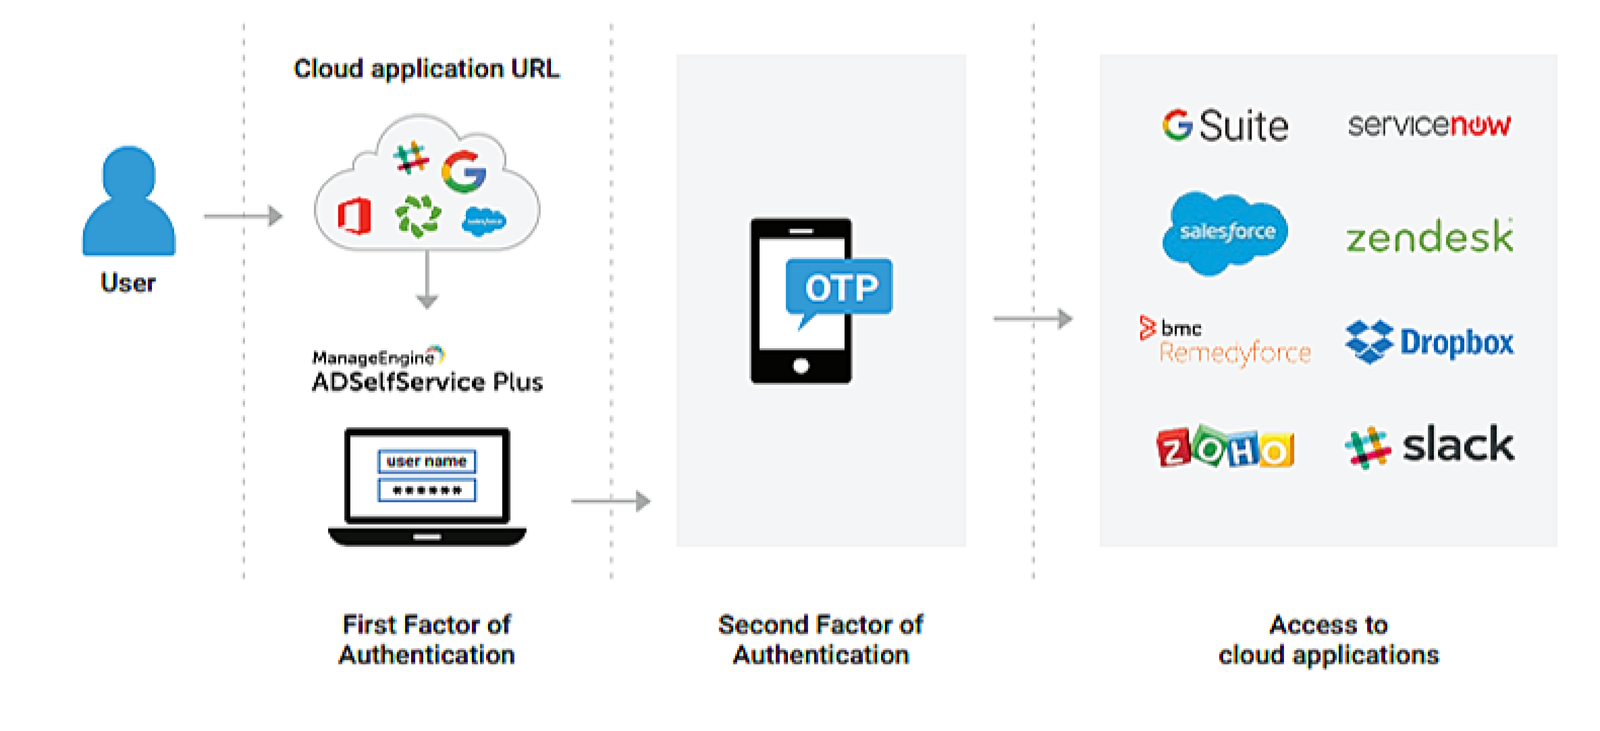 Cloud application URL
salesforce
User
ManageEngine
ADSelfService Plus
user name
******
First Factor of
Authentication
OTP
Second Factor of
Authentication
G Suite
servicenow
salesforce
zendesk
bmc
Remedyforce
Dropbox
ZOHO
slack
Access to
cloud applications